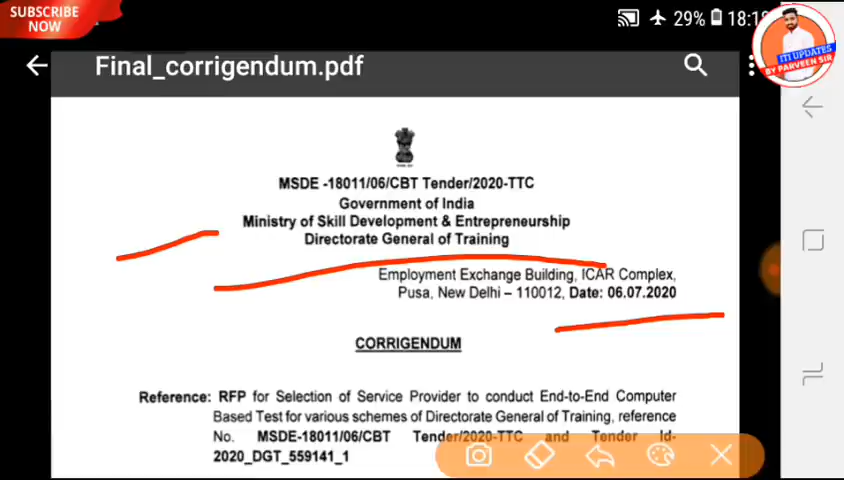 SUBSCRIBE
NOW
29%
Final_corrigendum.pdf
ITI UPDATES
BY PARVEEN SIR
MSDE -18011/06/CBT Tender/2020-TTC
Government of India
Ministry of Skill Development & Entrepreneurship
Directorate General of Training
Employment Exchange Building, ICAR Complex,
Pusa, New Delhi – 110012, Date: 06.07.2020
CORRIGENDUM
Reference: RFP for Selection of Service Provider to conduct End-to-End Computer
Based Test for various schemes of Directorate General of Training, reference
No. MSDE-18011/06/CBT Tender/2020-TTC and Tender Id-
2020_DGT_559141_1